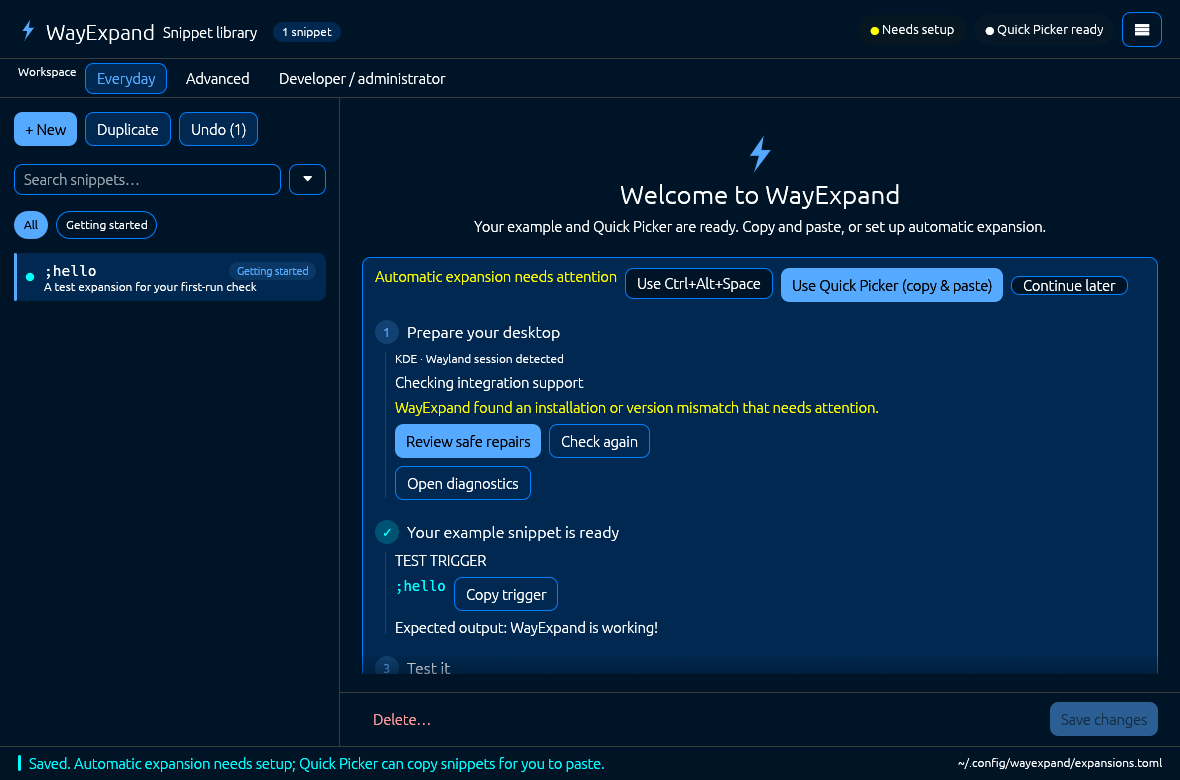 WayExpand Snippet library 1 snippet Needs setup Quick Picker ready
Workspace Everyday Advanced Developer / administrator
+ New Duplicate Undo (1)
Search snippets…
All Getting started
;hello Getting started
A test expansion for your first-run check
Welcome to WayExpand
Your example and Quick Picker are ready. Copy and paste, or set up automatic expansion.
Automatic expansion needs attention Use Ctrl+Alt+Space Use Quick Picker (copy & paste) Continue later
1 Prepare your desktop
KDE · Wayland session detected
Checking integration support
WayExpand found an installation or version mismatch that needs attention.
Review safe repairs Check again
Open diagnostics
✓ Your example snippet is ready
TEST TRIGGER
;hello Copy trigger
Expected output: WayExpand is working!
3 Test it
Delete… Save changes
Saved. Automatic expansion needs setup; Quick Picker can copy snippets for you to paste. ~/.config/wayexpand/expansions.toml